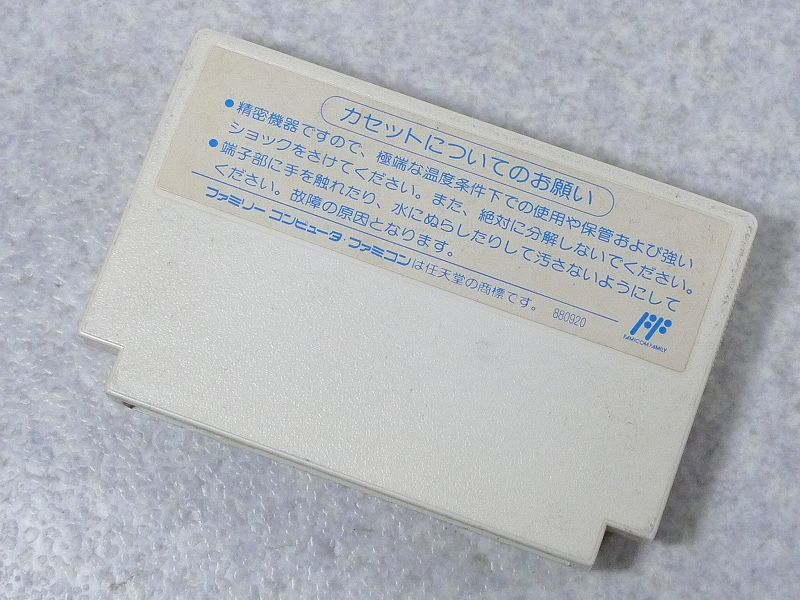 カセットについてのお願い
●精密機器ですので、極端な温度条件下での使用や保管および強い
ショックをさけてください。また、絶対に分解しないでください。
●端子部に手を触れたり、水にぬらしたりして汚さないようにして
ください。故障の原因となります。
ファミリーコンピュータ・ファミコンは任天堂の商標です。 880920
FAMICOM FAMILY